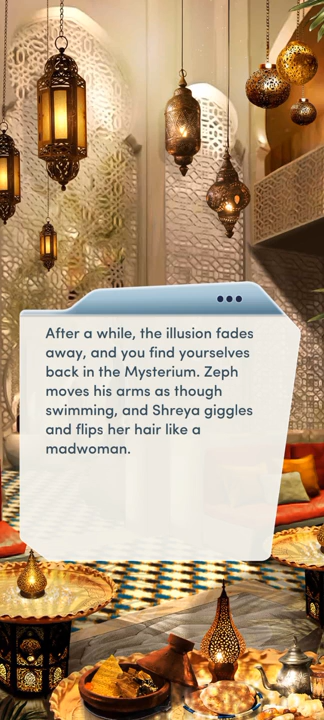 After a while, the illusion fades
away, and you find yourselves
back in the Mysterium. Zeph
moves his arms as though
swimming, and Shreya giggles
and flips her hair like a
madwoman.